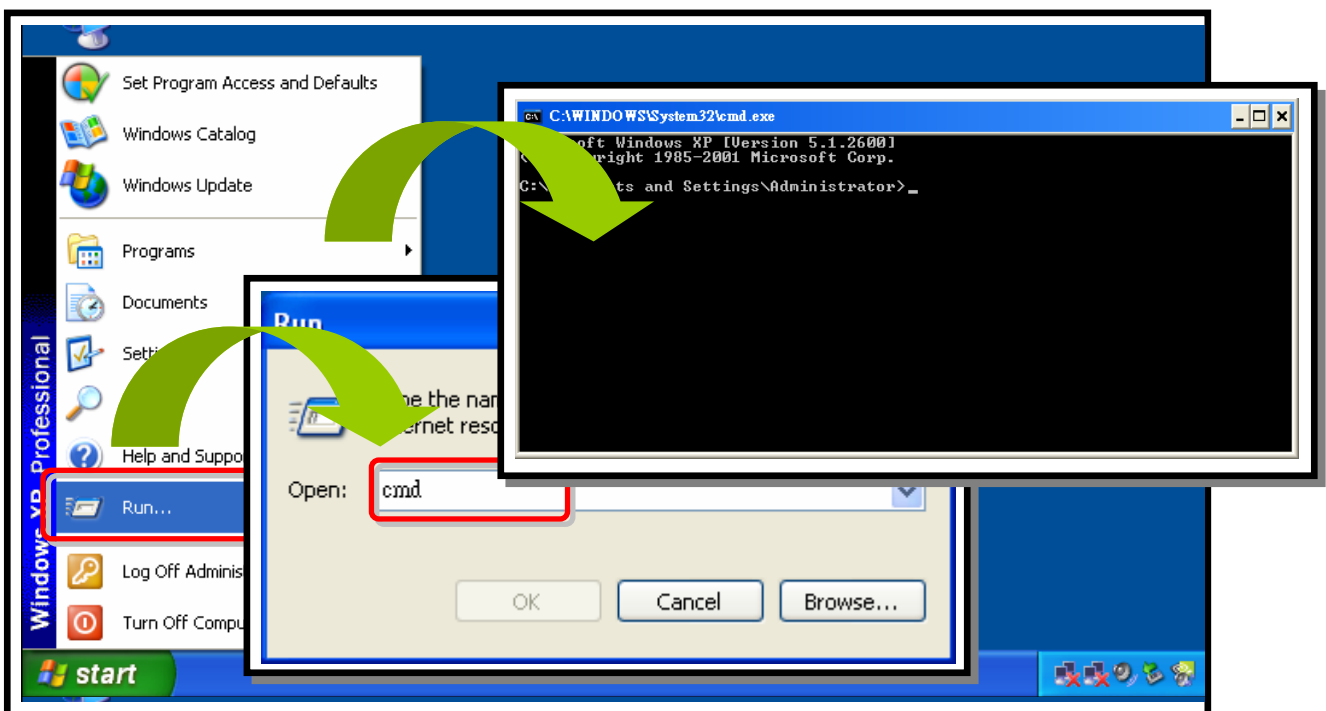 Set Program Access and Defaults
Windows Catalog
Windows Update
Programs
Documents
Help and Suppo
Run...
Log Off Adminis
Turn Off Compu
Windows XP Professional
start
Run
the nar
Open:
cmd
OK
Cancel
Browse...
C:\WINDOWS\System32\cmd.exe
oft Windows XP [Version 5.1.2600]
right 1985-2001 Microsoft Corp.
C:\ ts and Settings\Administrator>_